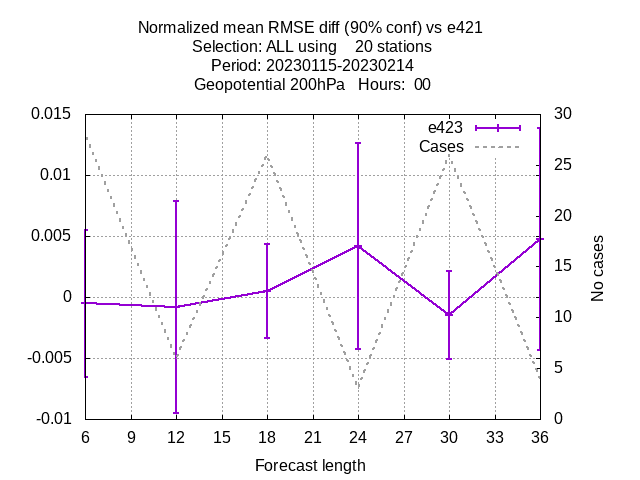 Normalized mean RMSE diff (90% conf) vs e421
Selection: ALL using    20 stations
Period: 20230115-20230214
Geopotential 200hPa   Hours:  00
0.015
0.01
0.005
0
-0.005
-0.01
30
25
20
15
10
5
0
e423
Cases
No cases
6 9 12 15 18 21 24 27 30 33 36
Forecast length